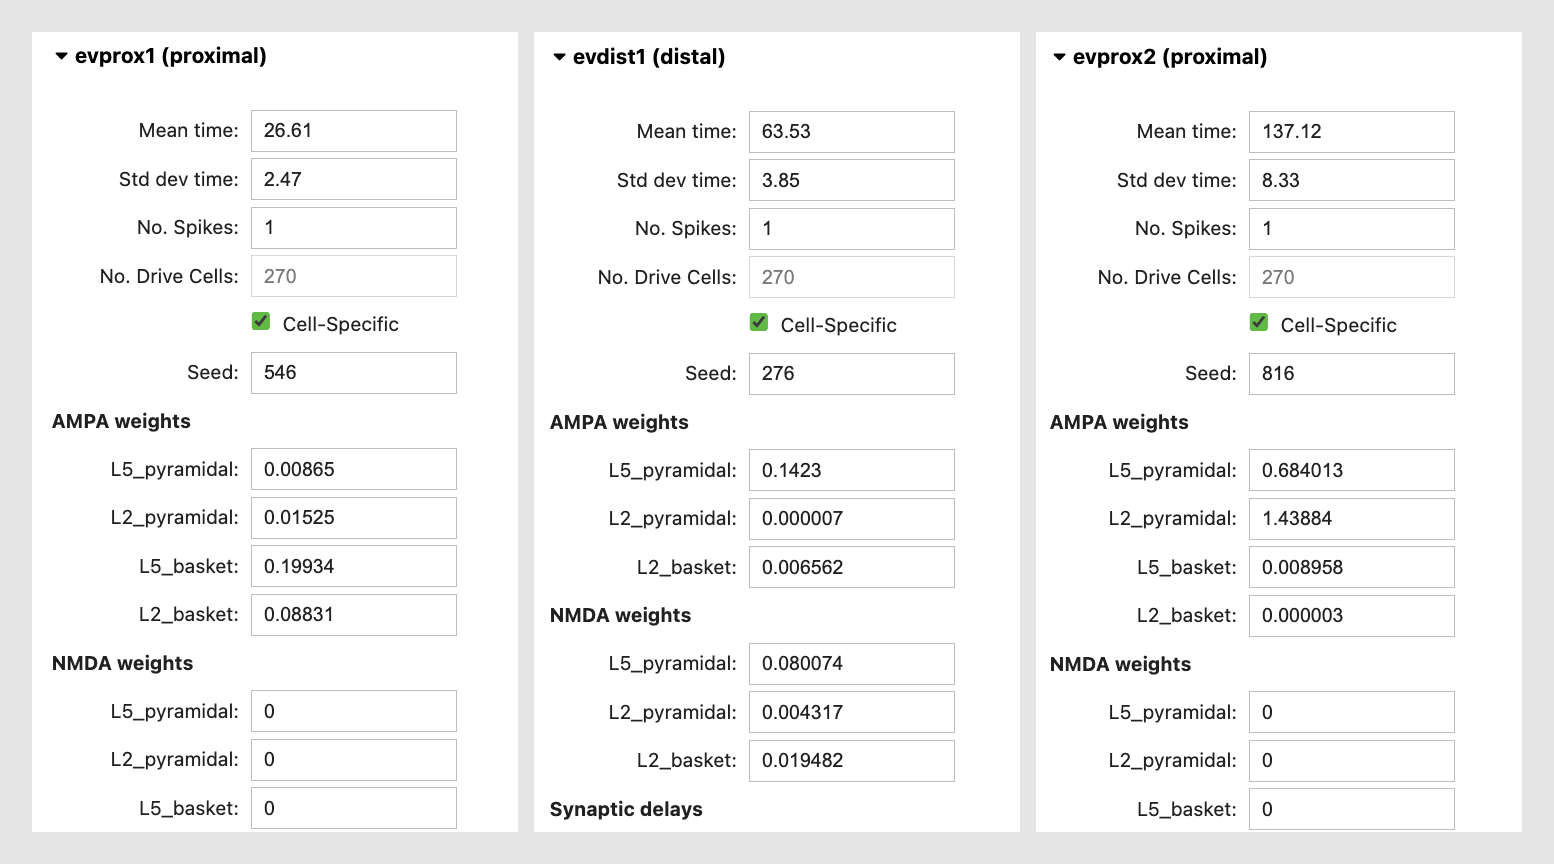 evprox1 (proximal)
Mean time: 26.61
Std dev time: 2.47
No. Spikes: 1
No. Drive Cells: 270
Cell-Specific
Seed: 546
AMPA weights
L5_pyramidal: 0.00865
L2_pyramidal: 0.01525
L5_basket: 0.19934
L2_basket: 0.08831
NMDA weights
L5_pyramidal: 0
L2_pyramidal: 0
L5_basket: 0
evdist1 (distal)
Mean time: 63.53
Std dev time: 3.85
No. Spikes: 1
No. Drive Cells: 270
Cell-Specific
Seed: 276
AMPA weights
L5_pyramidal: 0.1423
L2_pyramidal: 0.000007
L2_basket: 0.006562
NMDA weights
L5_pyramidal: 0.080074
L2_pyramidal: 0.004317
L2_basket: 0.019482
Synaptic delays
evprox2 (proximal)
Mean time: 137.12
Std dev time: 8.33
No. Spikes: 1
No. Drive Cells: 270
Cell-Specific
Seed: 816
AMPA weights
L5_pyramidal: 0.684013
L2_pyramidal: 1.43884
L5_basket: 0.008958
L2_basket: 0.000003
NMDA weights
L5_pyramidal: 0
L2_pyramidal: 0
L5_basket: 0